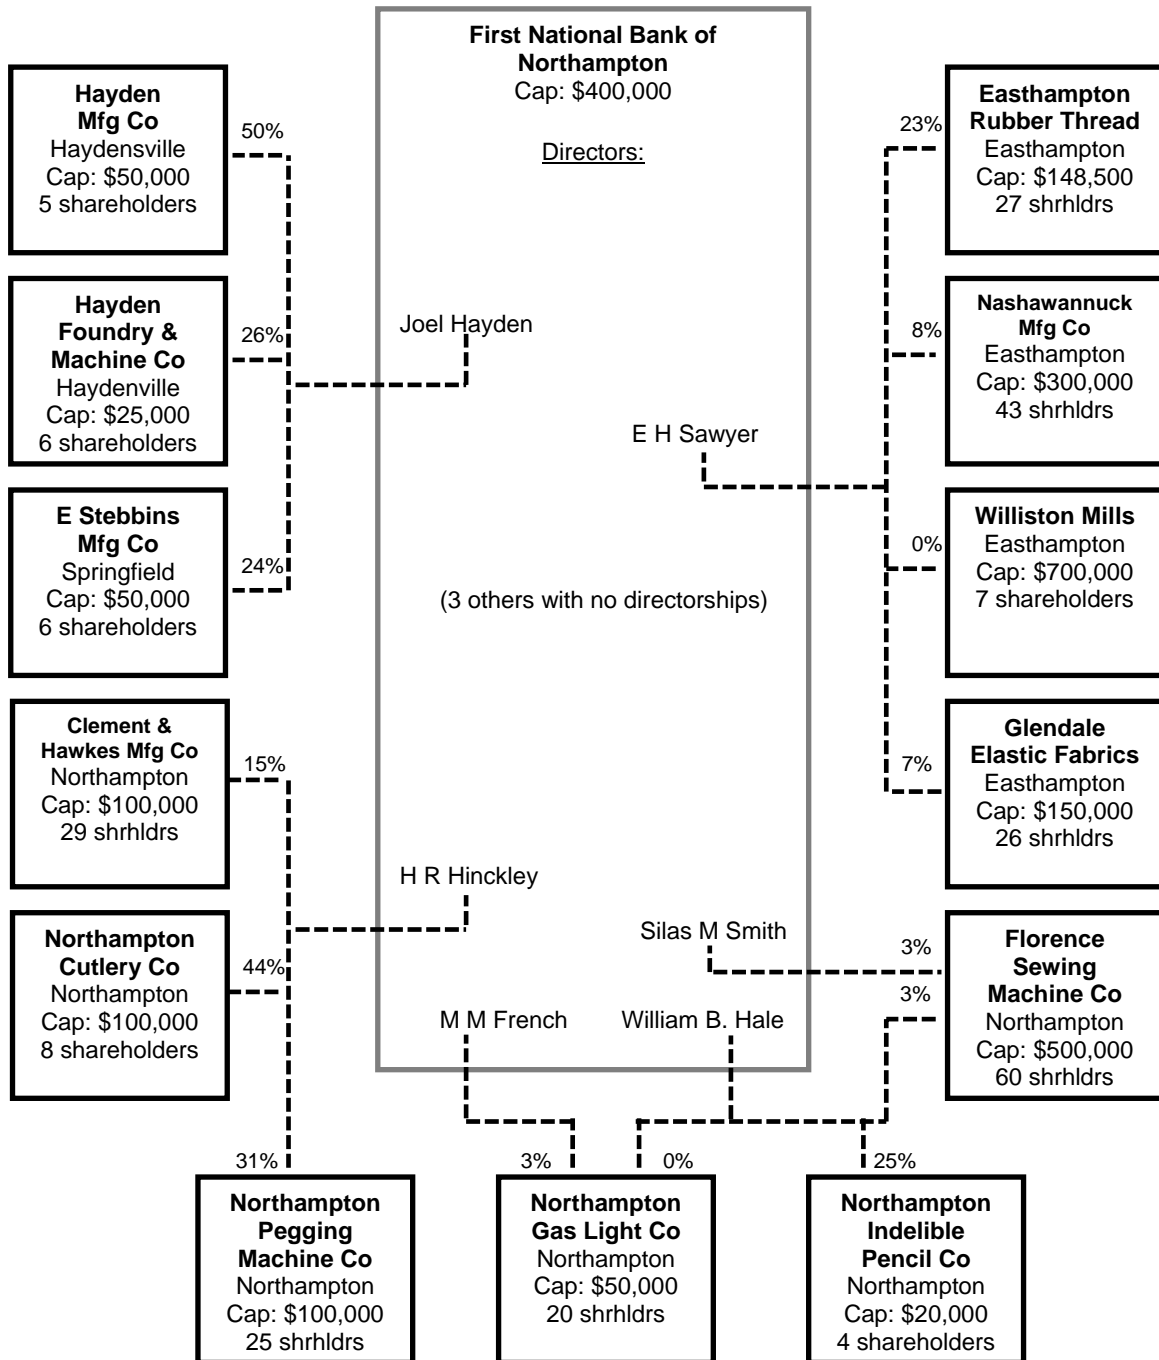 First National Bank of
Northampton
Cap: $400,000
Directors:
Hayden
Mfg Co
Haydensville
Cap: $50,000
5 shareholders
50%
Hayden
Foundry &
Machine Co
Haydenville
Cap: $25,000
6 shareholders
26%
E Stebbins
Mfg Co
Springfield
Cap: $50,000
6 shareholders
24%
Clement &
Hawkes Mfg Co
Northampton
Cap: $100,000
29 shrhldrs
15%
Northampton
Cutlery Co
Northampton
Cap: $100,000
8 shareholders
44%
Joel Hayden
E H Sawyer
(3 others with no directorships)
H R Hinckley
Silas M Smith
M M French
William B. Hale
23%
Easthampton
Rubber Thread
Easthampton
Cap: $148,500
27 shrhldrs
8%
Nashawannuck
Mfg Co
Easthampton
Cap: $300,000
43 shrhldrs
0%
Williston Mills
Easthampton
Cap: $700,000
7 shareholders
7%
Glendale
Elastic Fabrics
Easthampton
Cap: $150,000
26 shrhldrs
3%
3%
Florence
Sewing
Machine Co
Northampton
Cap: $500,000
60 shrhldrs
31%
Northampton
Pegging
Machine Co
Northampton
Cap: $100,000
25 shrhldrs
3%
0%
Northampton
Gas Light Co
Northampton
Cap: $50,000
20 shrhldrs
25%
Northampton
Indelible
Pencil Co
Northampton
Cap: $20,000
4 shareholders